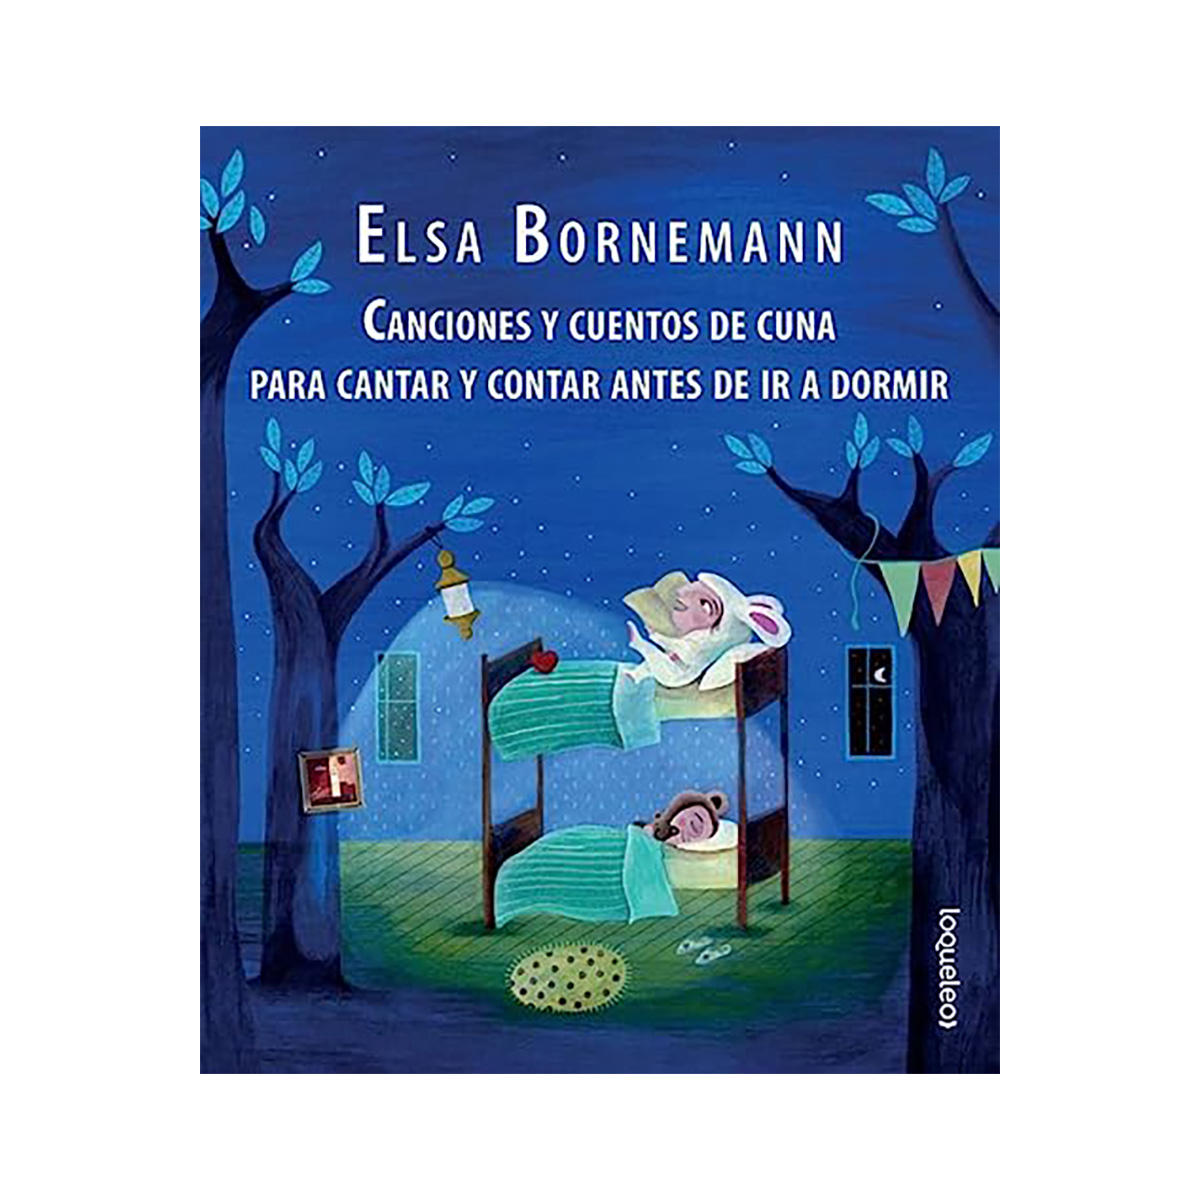 ELSA BORNEMANN
CANCIONES Y CUENTOS DE CUNA
PARA CANTAR Y CONTAR ANTES DE IR A DORMIR
loqueleo